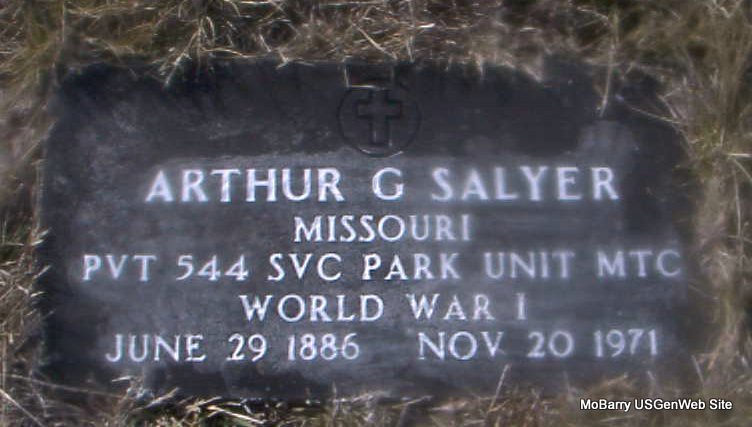 ARTHUR G SALYER
MISSOURI
PVT 544 SVC PARK UNIT MTC
WORLD WAR I
JUNE 29 1886 NOV 20 1971
MoBarry USGenWeb Site